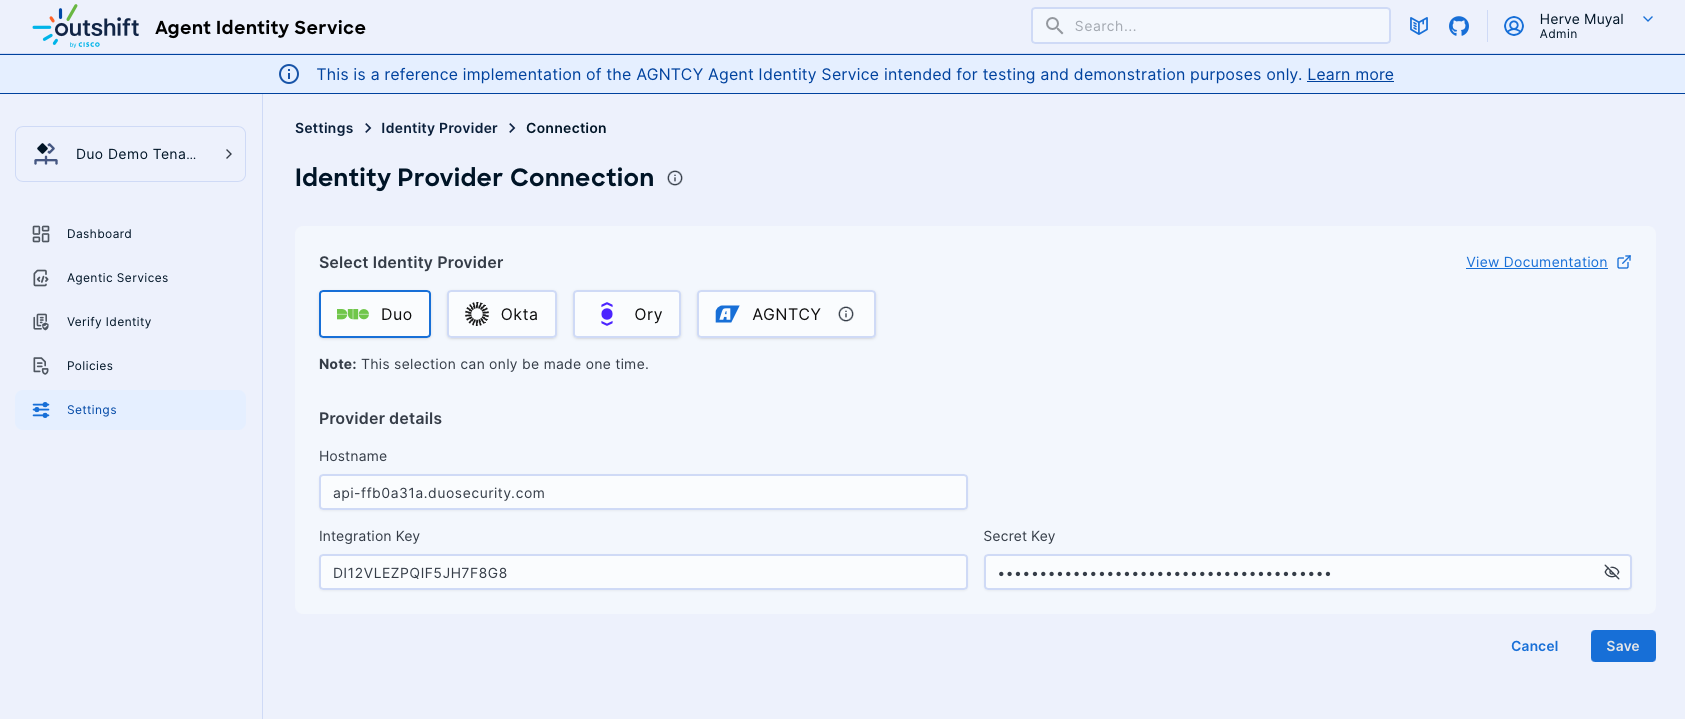 outshift
by CISCO
Agent Identity Service
Search...
Herve Muyal
Admin
This is a reference implementation of the AGNTCY Agent Identity Service intended for testing and demonstration purposes only. Learn more
Duo Demo Tena...
Dashboard
Agentic Services
Verify Identity
Policies
Settings
Settings > Identity Provider > Connection
Identity Provider Connection
Select Identity Provider
View Documentation
Duo Duo
Okta
Ory
AGNTCY
Note: This selection can only be made one time.
Provider details
Hostname
api-ffb0a31a.duosecurity.com
Integration Key
Secret Key
DI12VLEZPQIF5JH7F8G8
••••••••••••••••••••••••••••••••••••••••
Cancel
Save